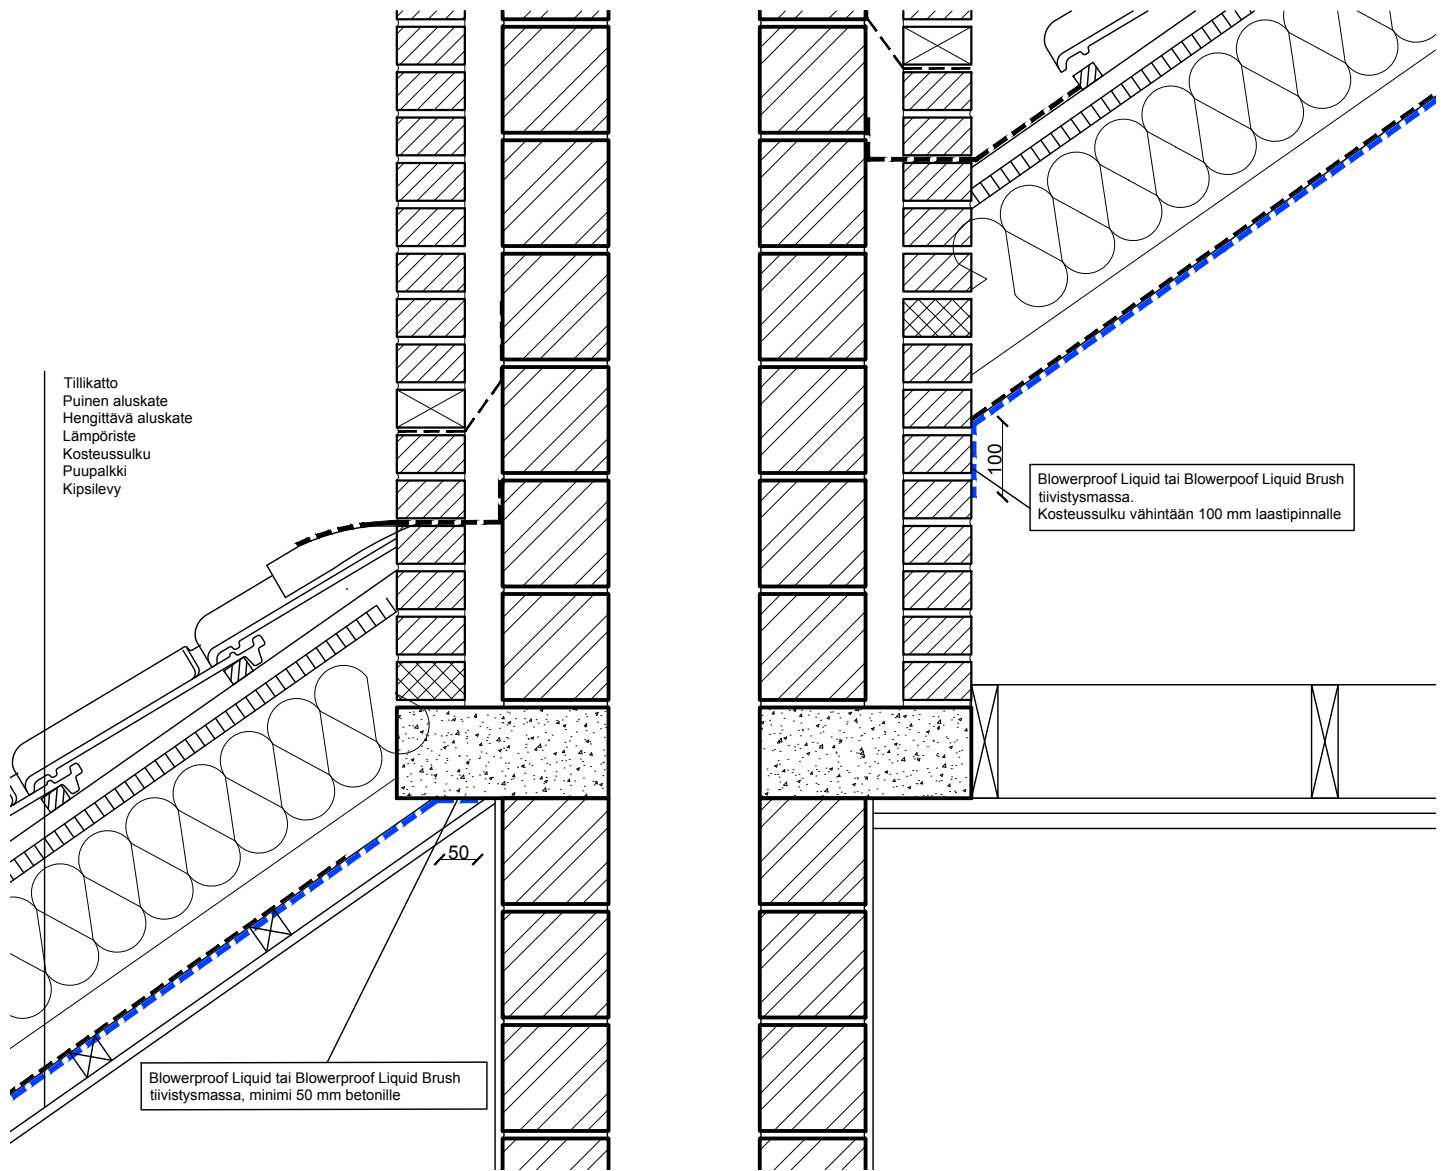 Tillikatto
Puinen aluskate
Hengittävä aluskate
Lämpöriste
Kosteussulku
Puupalkki
Kipsilevy
100
Blowerproof Liquid tai Blowerpoof Liquid Brush
tiivistysmassa.
Kosteussulku vähintään 100 mm laastipinnalle
50
Blowerproof Liquid tai Blowerproof Liquid Brush
tiivistysmassa, minimi 50 mm betonille